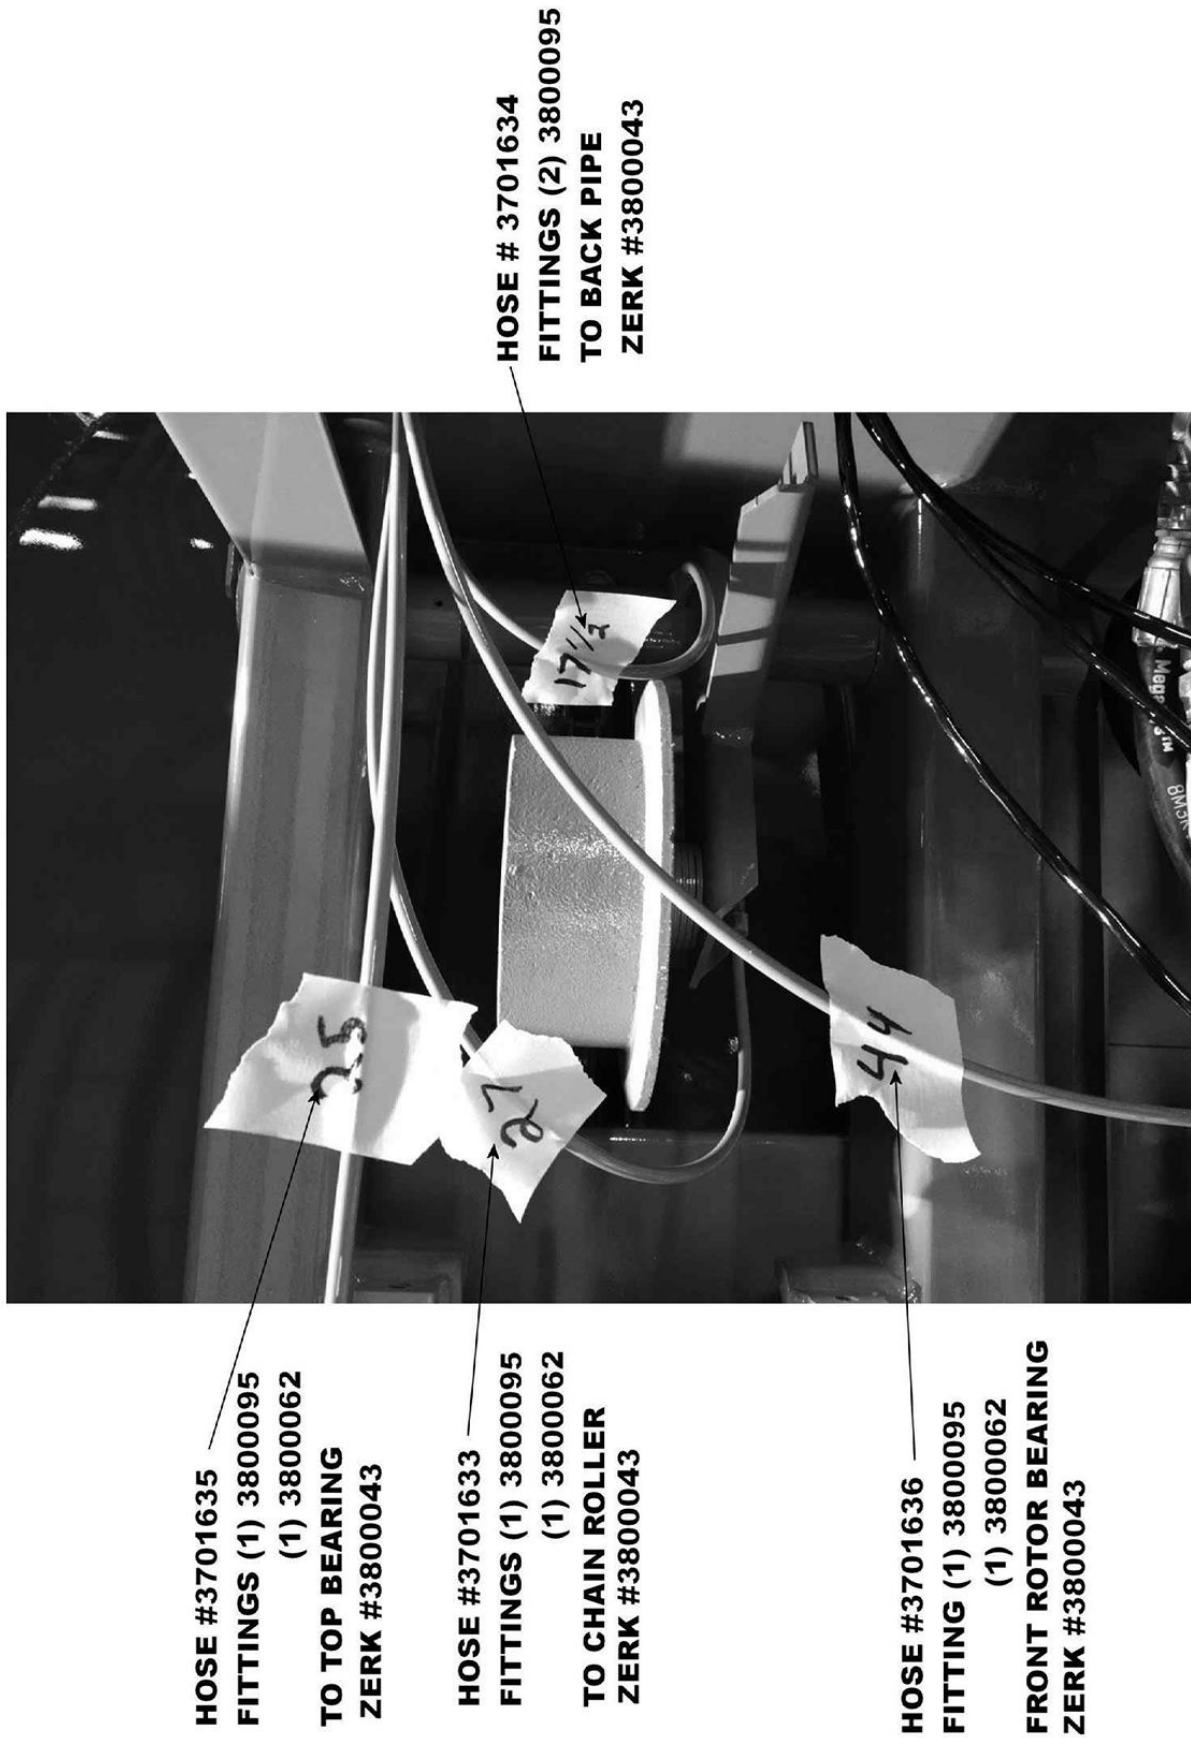 HOSE # 3701634
FITTINGS (2) 3800095
TO BACK PIPE
ZERK #3800043
17 1/2
25
27
44
HOSE #3701635
FITTINGS (1) 3800095
(1) 3800062
TO TOP BEARING
ZERK #3800043
HOSE #3701633
FITTINGS (1) 3800095
(1) 3800062
TO CHAIN ROLLER
ZERK #3800043
HOSE #3701636
FITTING (1) 3800095
(1) 3800062
FRONT ROTOR BEARING
ZERK #3800043